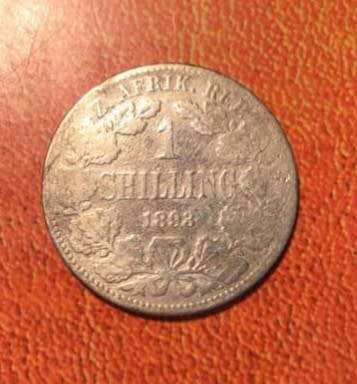 Z. AFRIK. REP.
1
SHILLING
1898